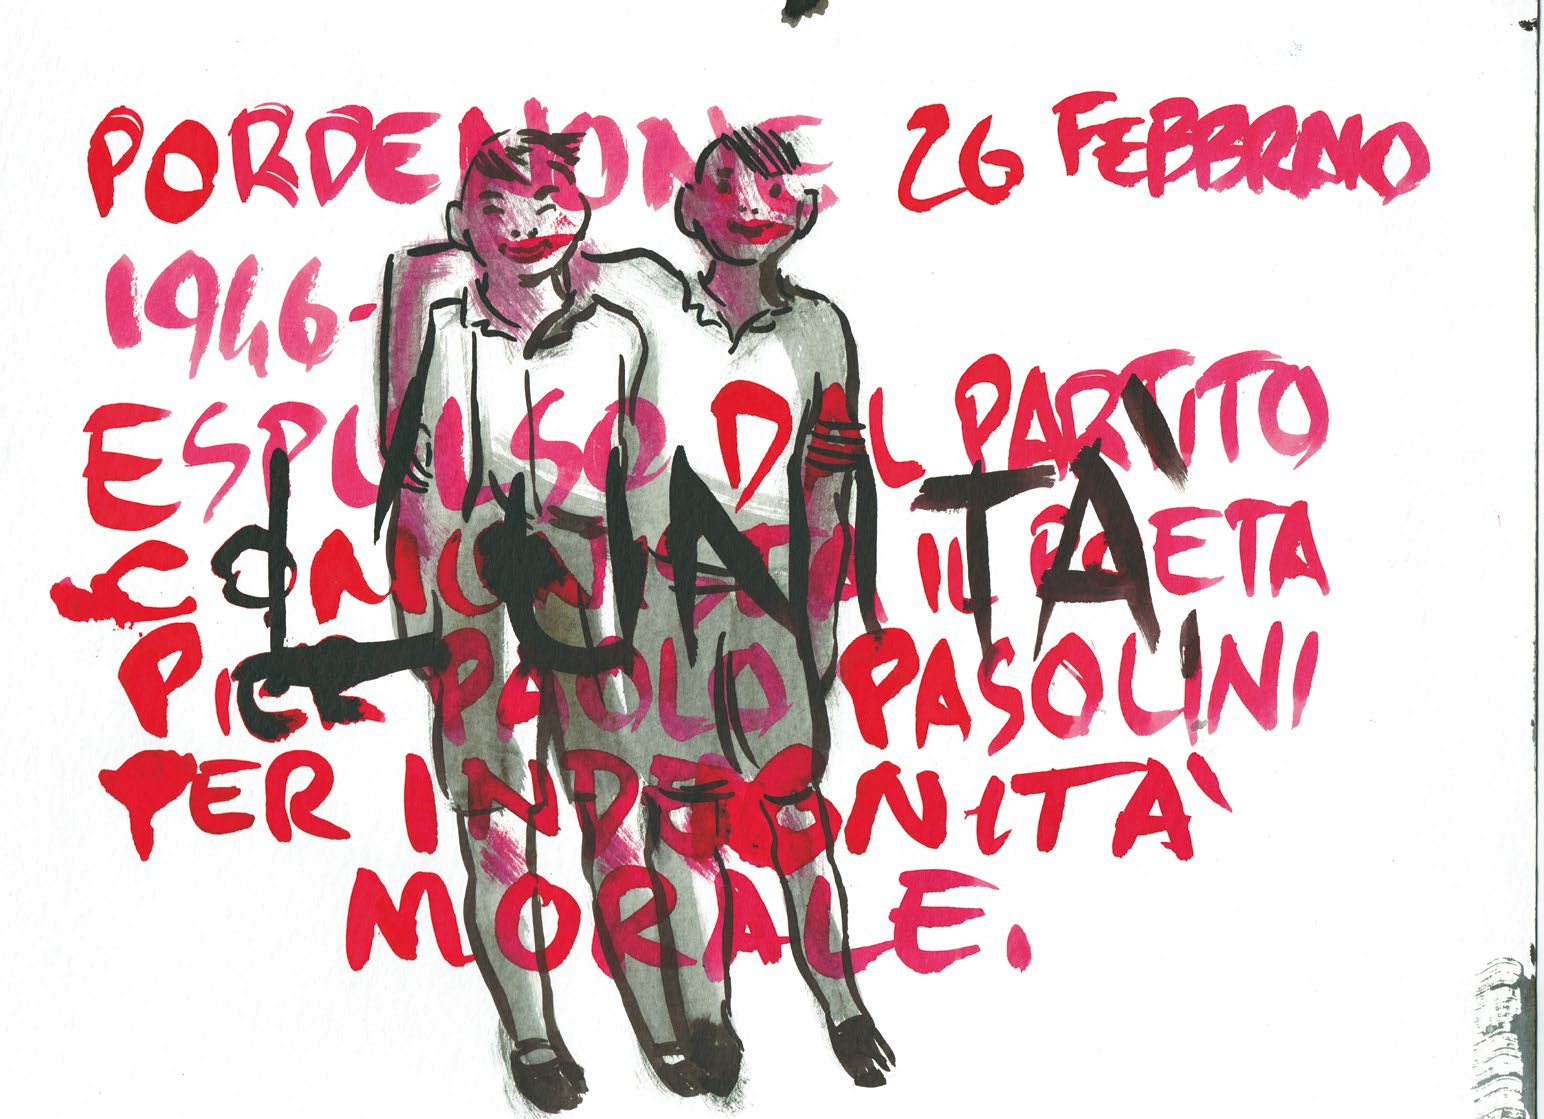 PORDENONE 26 FEBBRAIO
1946-
ESPULSO DAL PARTITO
COMUNISTA IL POETA
L'UNITA'
PIER PAOLO PASOLINI
PER INDEGNITA'
MORALE.